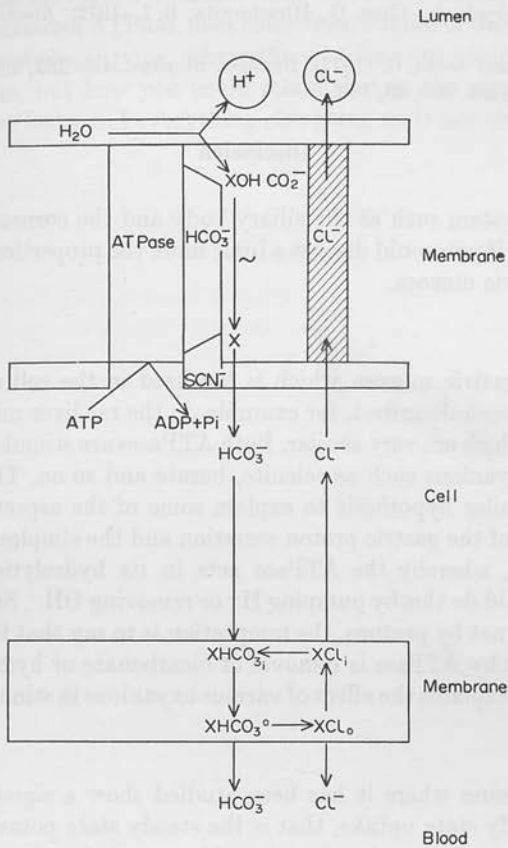 Lumen
H⁺
Cl⁻
H₂O
XOH CO₂⁻
ATPase
HCO₃⁻
Cl⁻
~
Membrane
X
SCN⁻
ATP
ADP+Pi
HCO₃⁻
Cl⁻
Cell
XHCO₃ᵢ
XClᵢ
Membrane
XHCO₃ₒ
XClₒ
HCO₃⁻
Cl⁻
Blood